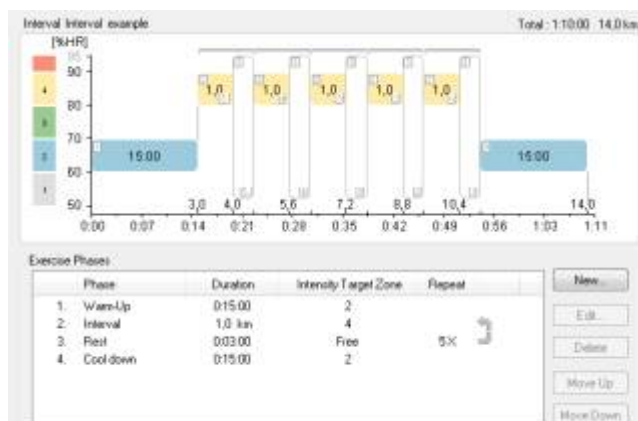 Interval Interval example Total : 1:10:00 14,0 km
[%HR]
95
90
80
70
60
50
4
3
2
1
15:00 1,0 1,0 1,0 1,0 1,0 15:00
3,0 4,0 5,6 7,2 8,8 10,4 14,0
0:00 0:07 0:14 0:21 0:28 0:35 0:42 0:49 0:56 1:03 1:11
Exercise Phases
Phase Duration Intensity Target Zone Repeat
1. Warm-Up 0:15:00 2
2. Interval 1,0 km 4
3. Rest 0:03:00 Free 5X
4. Cool down 0:15:00 2
New...
Edit...
Delete
Move Up
Move Down